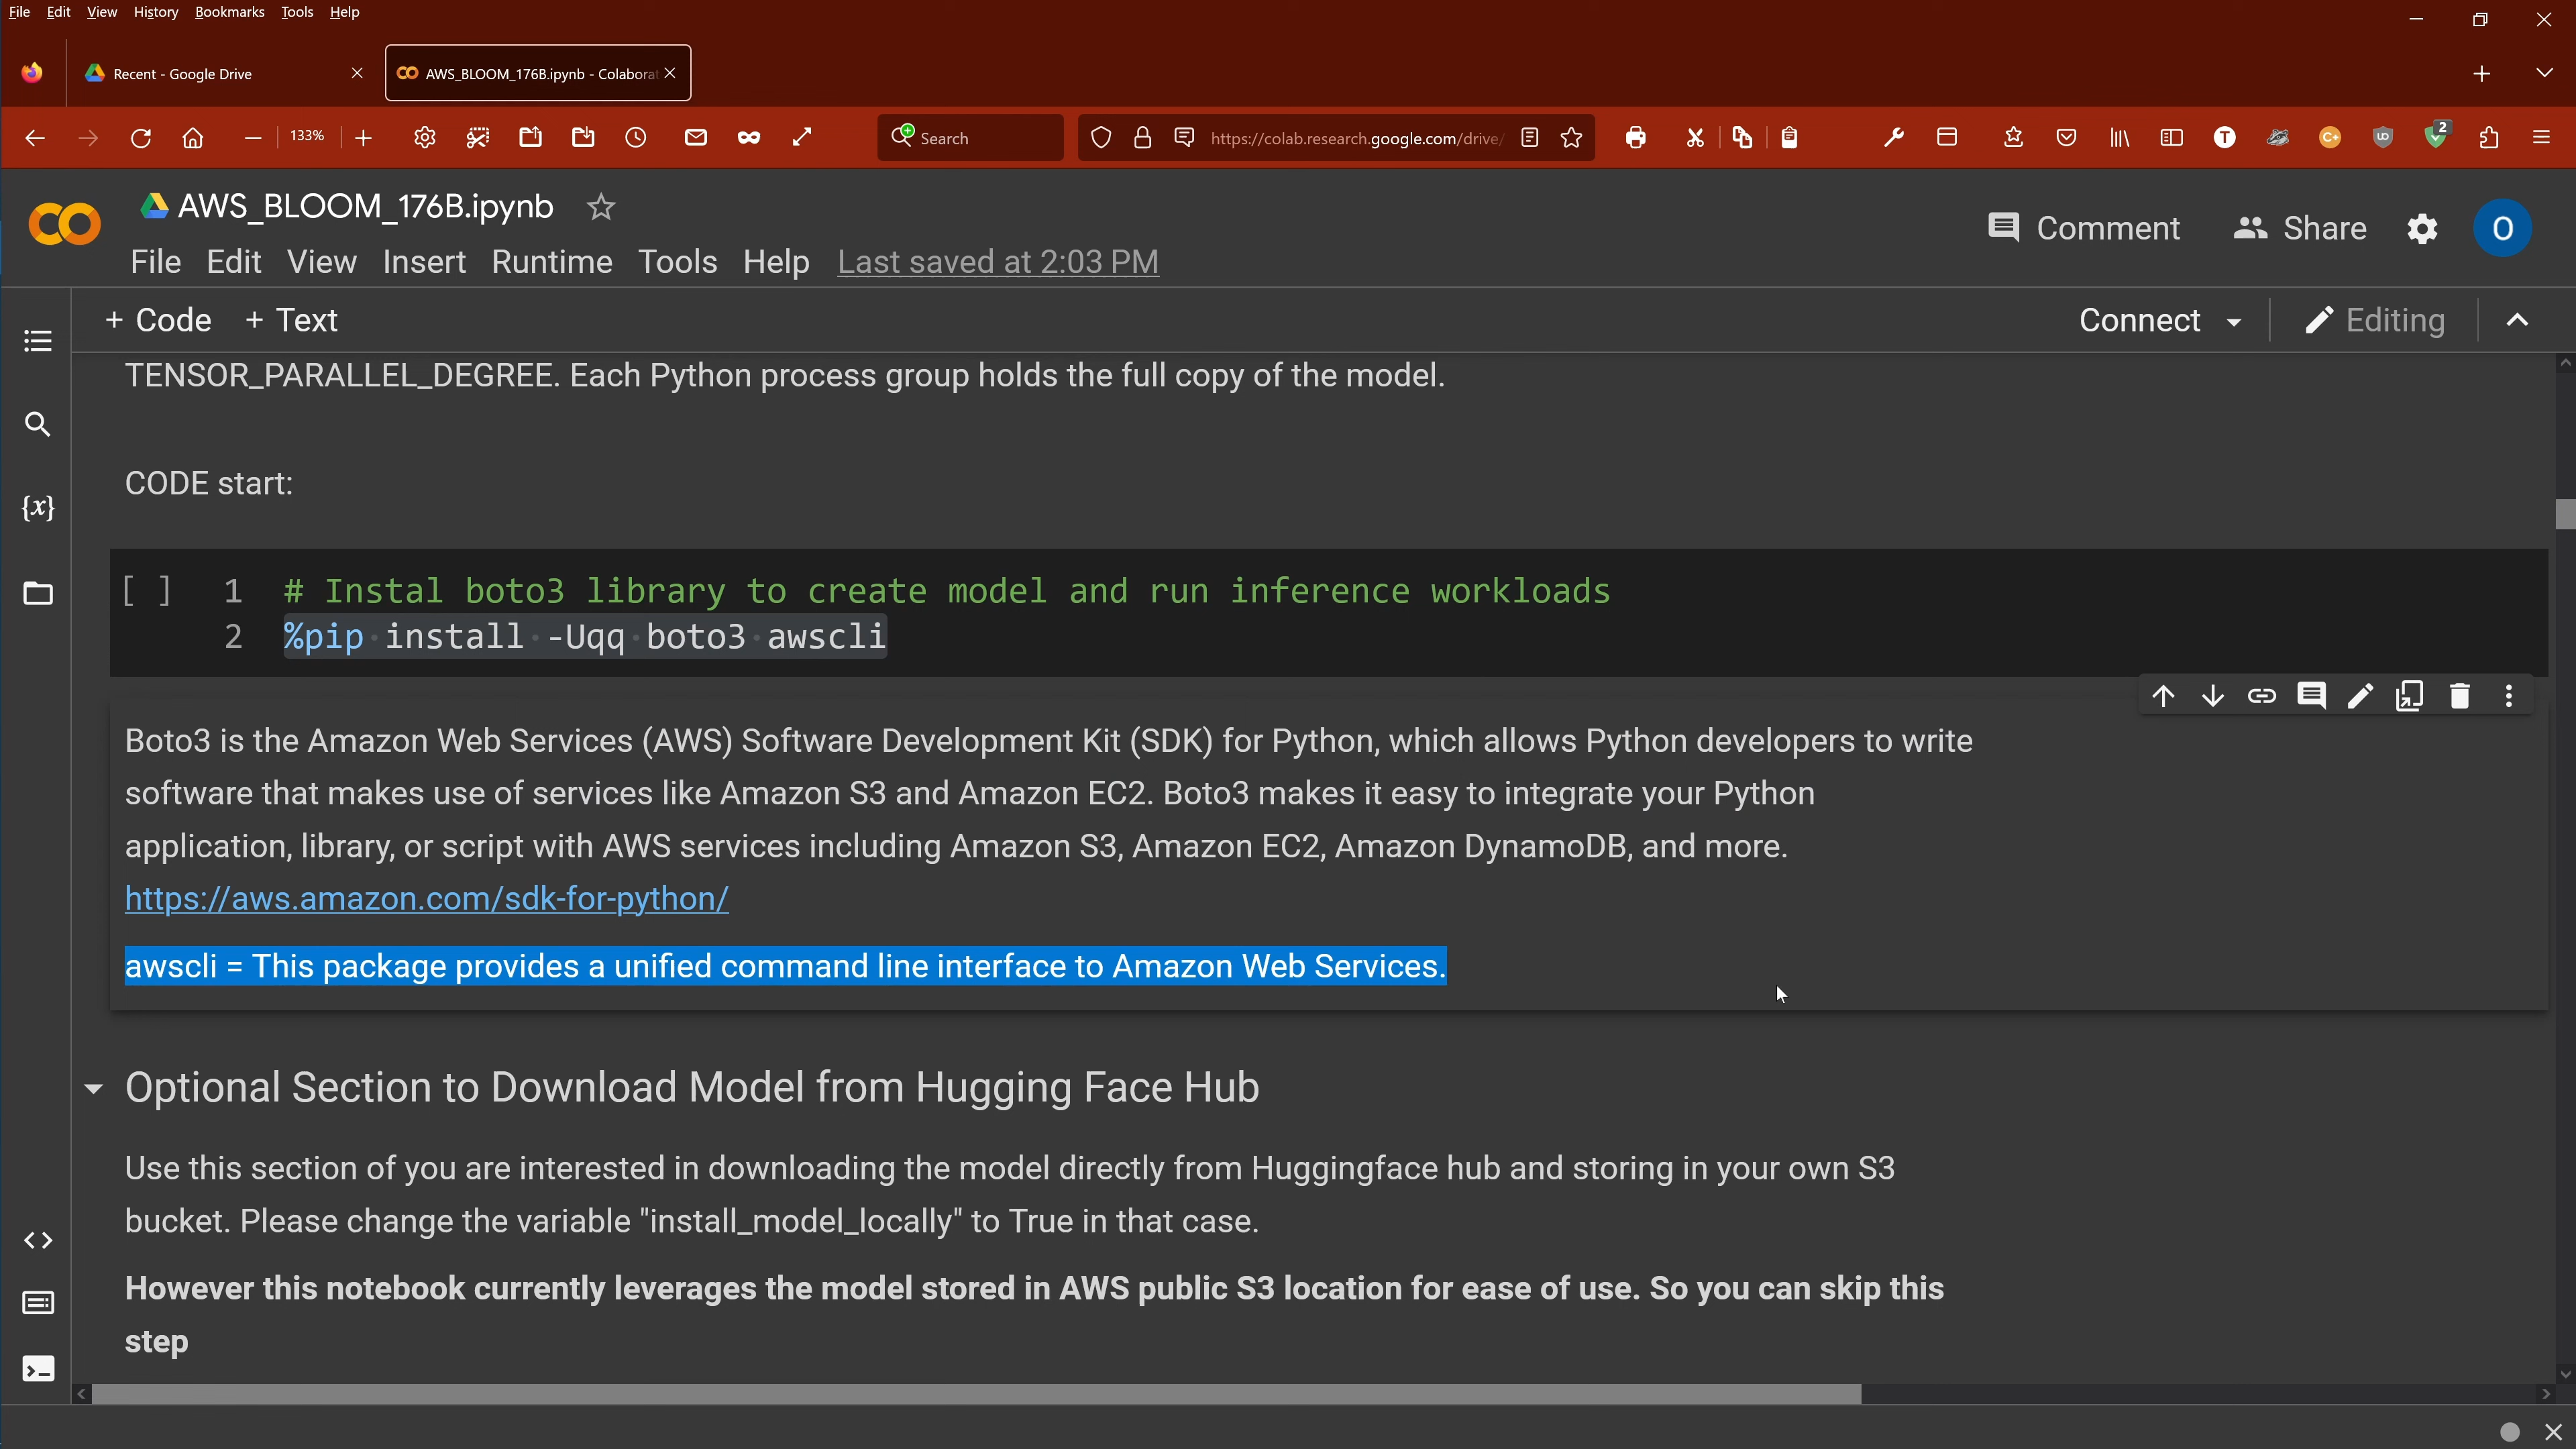 File Edit View History Bookmarks Tools Help
Recent - Google Drive
AWS_BLOOM_176B.ipynb - Colaborat
133%
Search
https://colab.research.google.com/drive/
2
AWS_BLOOM_176B.ipynb
File Edit View Insert Runtime Tools Help Last saved at 2:03 PM
Comment Share O
+ Code + Text
Connect Editing
TENSOR_PARALLEL_DEGREE. Each Python process group holds the full copy of the model.
CODE start:
[ ] 1 # Instal boto3 library to create model and run inference workloads
2 %pip install -Uqq boto3 awscli
Boto3 is the Amazon Web Services (AWS) Software Development Kit (SDK) for Python, which allows Python developers to write
software that makes use of services like Amazon S3 and Amazon EC2. Boto3 makes it easy to integrate your Python
application, library, or script with AWS services including Amazon S3, Amazon EC2, Amazon DynamoDB, and more.
https://aws.amazon.com/sdk-for-python/
awscli = This package provides a unified command line interface to Amazon Web Services.
Optional Section to Download Model from Hugging Face Hub
Use this section of you are interested in downloading the model directly from Huggingface hub and storing in your own S3
bucket. Please change the variable "install_model_locally" to True in that case.
However this notebook currently leverages the model stored in AWS public S3 location for ease of use. So you can skip this
step